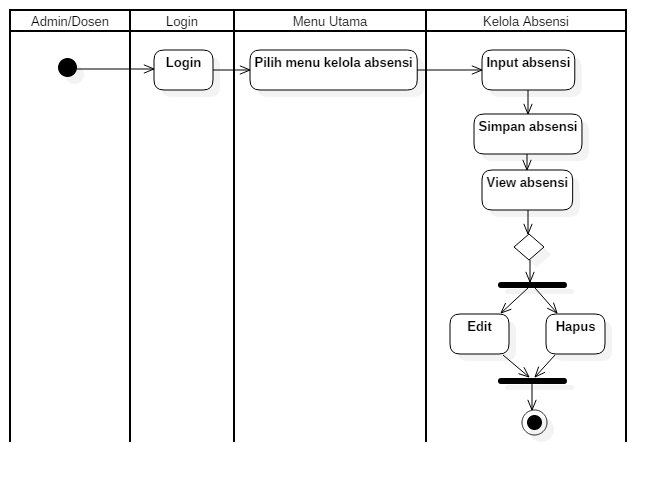 Admin/Dosen
Login
Menu Utama
Kelola Absensi
Login
Pilih menu kelola absensi
Input absensi
Simpan absensi
View absensi
Edit
Hapus